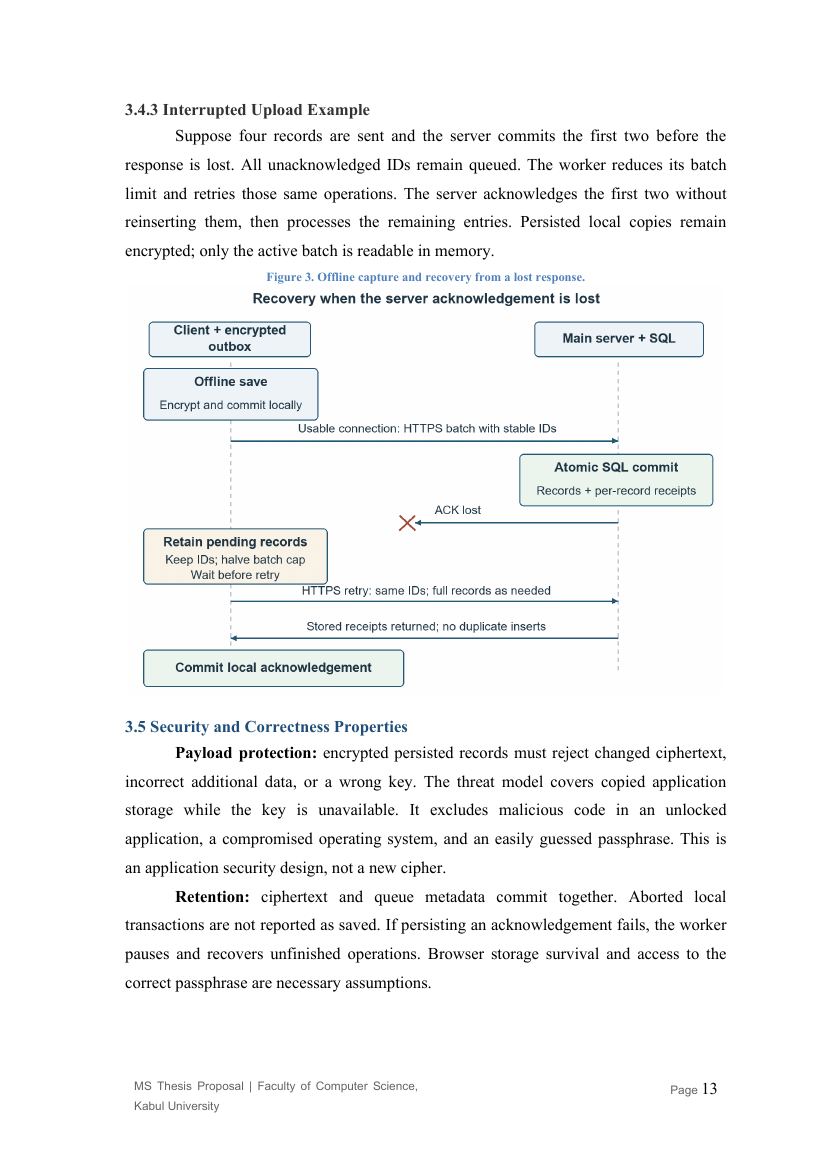 3.4.3 Interrupted Upload Example
Suppose four records are sent and the server commits the first two before the
response is lost. All unacknowledged IDs remain queued. The worker reduces its batch
limit and retries those same operations. The server acknowledges the first two without
reinserting them, then processes the remaining entries. Persisted local copies remain
encrypted; only the active batch is readable in memory.
Figure 3. Offline capture and recovery from a lost response.
Recovery when the server acknowledgement is lost
Client + encrypted
outbox
Main server + SQL
Offline save
Encrypt and commit locally
Usable connection: HTTPS batch with stable IDs
Atomic SQL commit
Records + per-record receipts
ACK lost
Retain pending records
Keep IDs; halve batch cap
Wait before retry
HTTPS retry: same IDs; full records as needed
Stored receipts returned; no duplicate inserts
Commit local acknowledgement
3.5 Security and Correctness Properties
Payload protection: encrypted persisted records must reject changed ciphertext,
incorrect additional data, or a wrong key. The threat model covers copied application
storage while the key is unavailable. It excludes malicious code in an unlocked
application, a compromised operating system, and an easily guessed passphrase. This is
an application security design, not a new cipher.
Retention: ciphertext and queue metadata commit together. Aborted local
transactions are not reported as saved. If persisting an acknowledgement fails, the worker
pauses and recovers unfinished operations. Browser storage survival and access to the
correct passphrase are necessary assumptions.
MS Thesis Proposal | Faculty of Computer Science,
Kabul University
Page 13